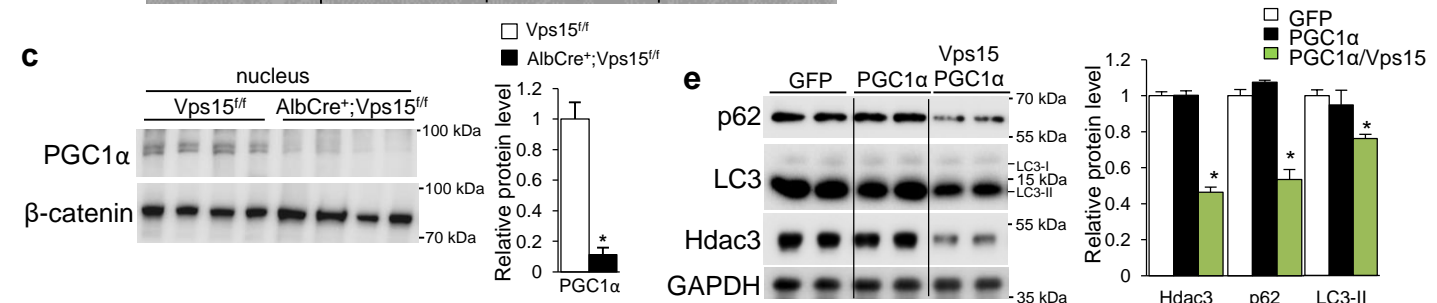 c
nucleus
Vps15f/f AlbCre+;Vps15f/f
PGC1α
-100 kDa
β-catenin
-100 kDa
-70 kDa
Vps15f/f
AlbCre+;Vps15f/f
Relative protein level
1.2
1
0.8
0.6
0.4
0.2
0
*
PGC1α
e
GFP PGC1α Vps15
PGC1α
p62
-70 kDa
-55 kDa
LC3
LC3-I
15 kDa
LC3-II
Hdac3
-55 kDa
GAPDH
-35 kDa
GFP
PGC1α
PGC1α/Vps15
Relative protein level
1.2
1
0.8
0.6
0.4
0.2
0
* * *
Hdac3 p62 LC3-II